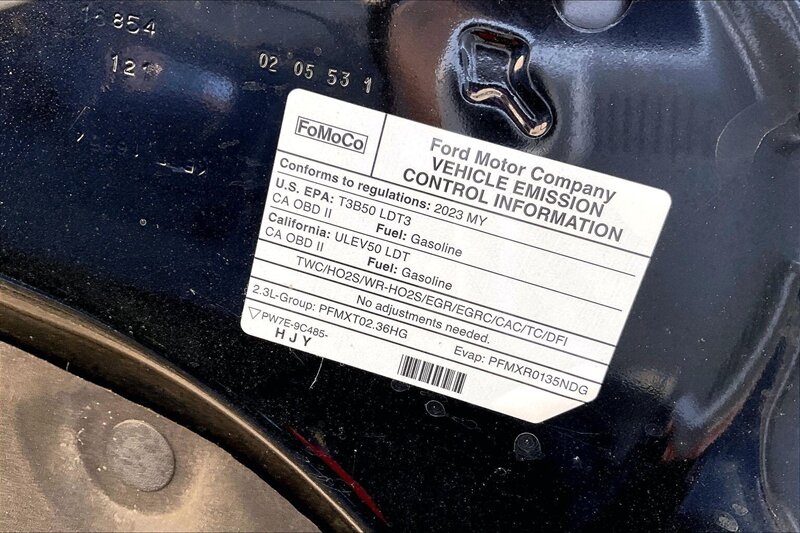 02 05 53 1
FoMoCo
Ford Motor Company
VEHICLE EMISSION
CONTROL INFORMATION
Conforms to regulations: 2023 MY
U.S. EPA: T3B50 LDT3
CA OBD II Fuel: Gasoline
California: ULEV50 LDT
CA OBD II Fuel: Gasoline
TWC/HO2S/WR-HO2S/EGR/EGRC/CAC/TC/DFI
No adjustments needed.
2.3L-Group: PFMXT02.36HG Evap: PFMXR0135NDG
PW7E-9C485-
HJY